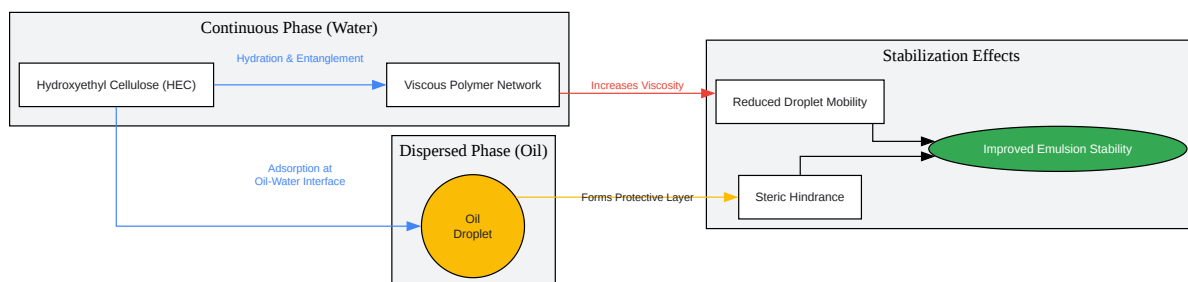 Continuous Phase (Water)
Hydroxyethyl Cellulose (HEC)
Hydration & Entanglement
Viscous Polymer Network
Increases Viscosity
Stabilization Effects
Reduced Droplet Mobility
Improved Emulsion Stability
Steric Hindrance
Adsorption at
Oil-Water Interface
Dispersed Phase (Oil)
Oil
Droplet
Forms Protective Layer